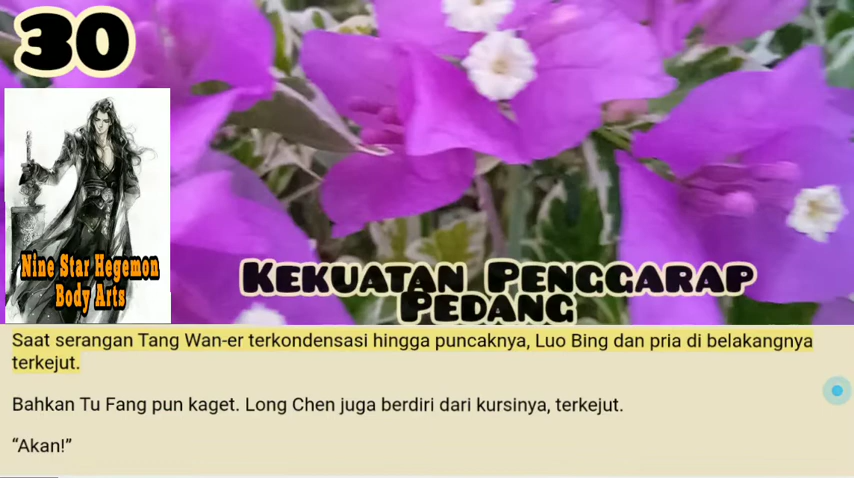 30
Nine Star Hegemon
Body Arts
Kekuatan Penggarap
Pedang
Saat serangan Tang Wan-er terkondensasi hingga puncaknya, Luo Bing dan pria di belakangnya
terkejut.
Bahkan Tu Fang pun kaget. Long Chen juga berdiri dari kursinya, terkejut.
“Akan!”